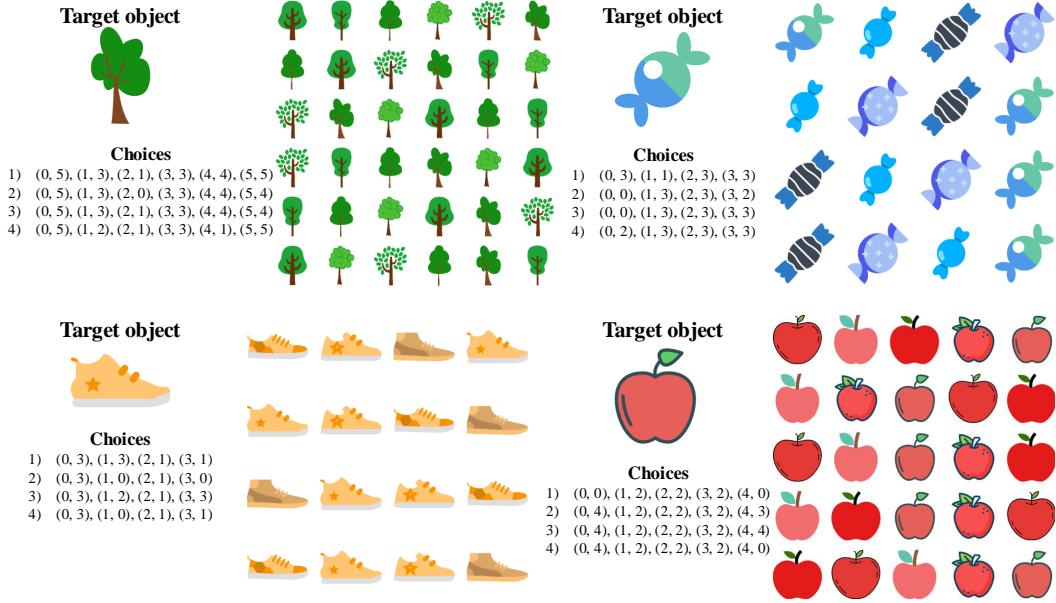 Target object
Choices
1) (0, 5), (1, 3), (2, 1), (3, 3), (4, 4), (5, 5)
2) (0, 5), (1, 3), (2, 0), (3, 3), (4, 4), (5, 4)
3) (0, 5), (1, 3), (2, 1), (3, 3), (4, 4), (5, 4)
4) (0, 5), (1, 2), (2, 1), (3, 3), (4, 1), (5, 5)
Target object
Choices
1) (0, 3), (1, 1), (2, 3), (3, 3)
2) (0, 0), (1, 3), (2, 3), (3, 2)
3) (0, 0), (1, 3), (2, 3), (3, 3)
4) (0, 2), (1, 3), (2, 3), (3, 3)
Target object
Choices
1) (0, 3), (1, 3), (2, 1), (3, 1)
2) (0, 3), (1, 0), (2, 1), (3, 0)
3) (0, 3), (1, 2), (2, 1), (3, 3)
4) (0, 3), (1, 0), (2, 1), (3, 1)
Target object
Choices
1) (0, 0), (1, 2), (2, 2), (3, 2), (4, 0)
2) (0, 4), (1, 2), (2, 2), (3, 2), (4, 3)
3) (0, 4), (1, 2), (2, 2), (3, 2), (4, 4)
4) (0, 4), (1, 2), (2, 2), (3, 2), (4, 0)